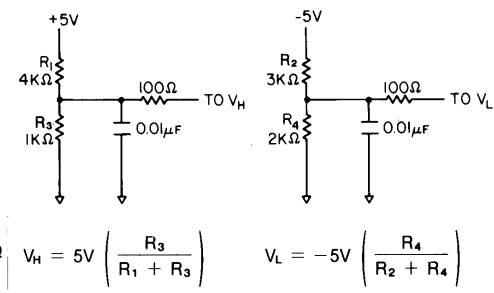 +5V
R1
4KΩ
100Ω
TO VH
R3
1KΩ
0.01μF
-5V
R2
3KΩ
100Ω
TO VL
R4
2KΩ
0.01μF
Ω
VH = 5V ( R3 / R1 + R3 )
VL = -5V ( R4 / R2 + R4 )